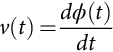 v(t) = dϕ(t)/dt